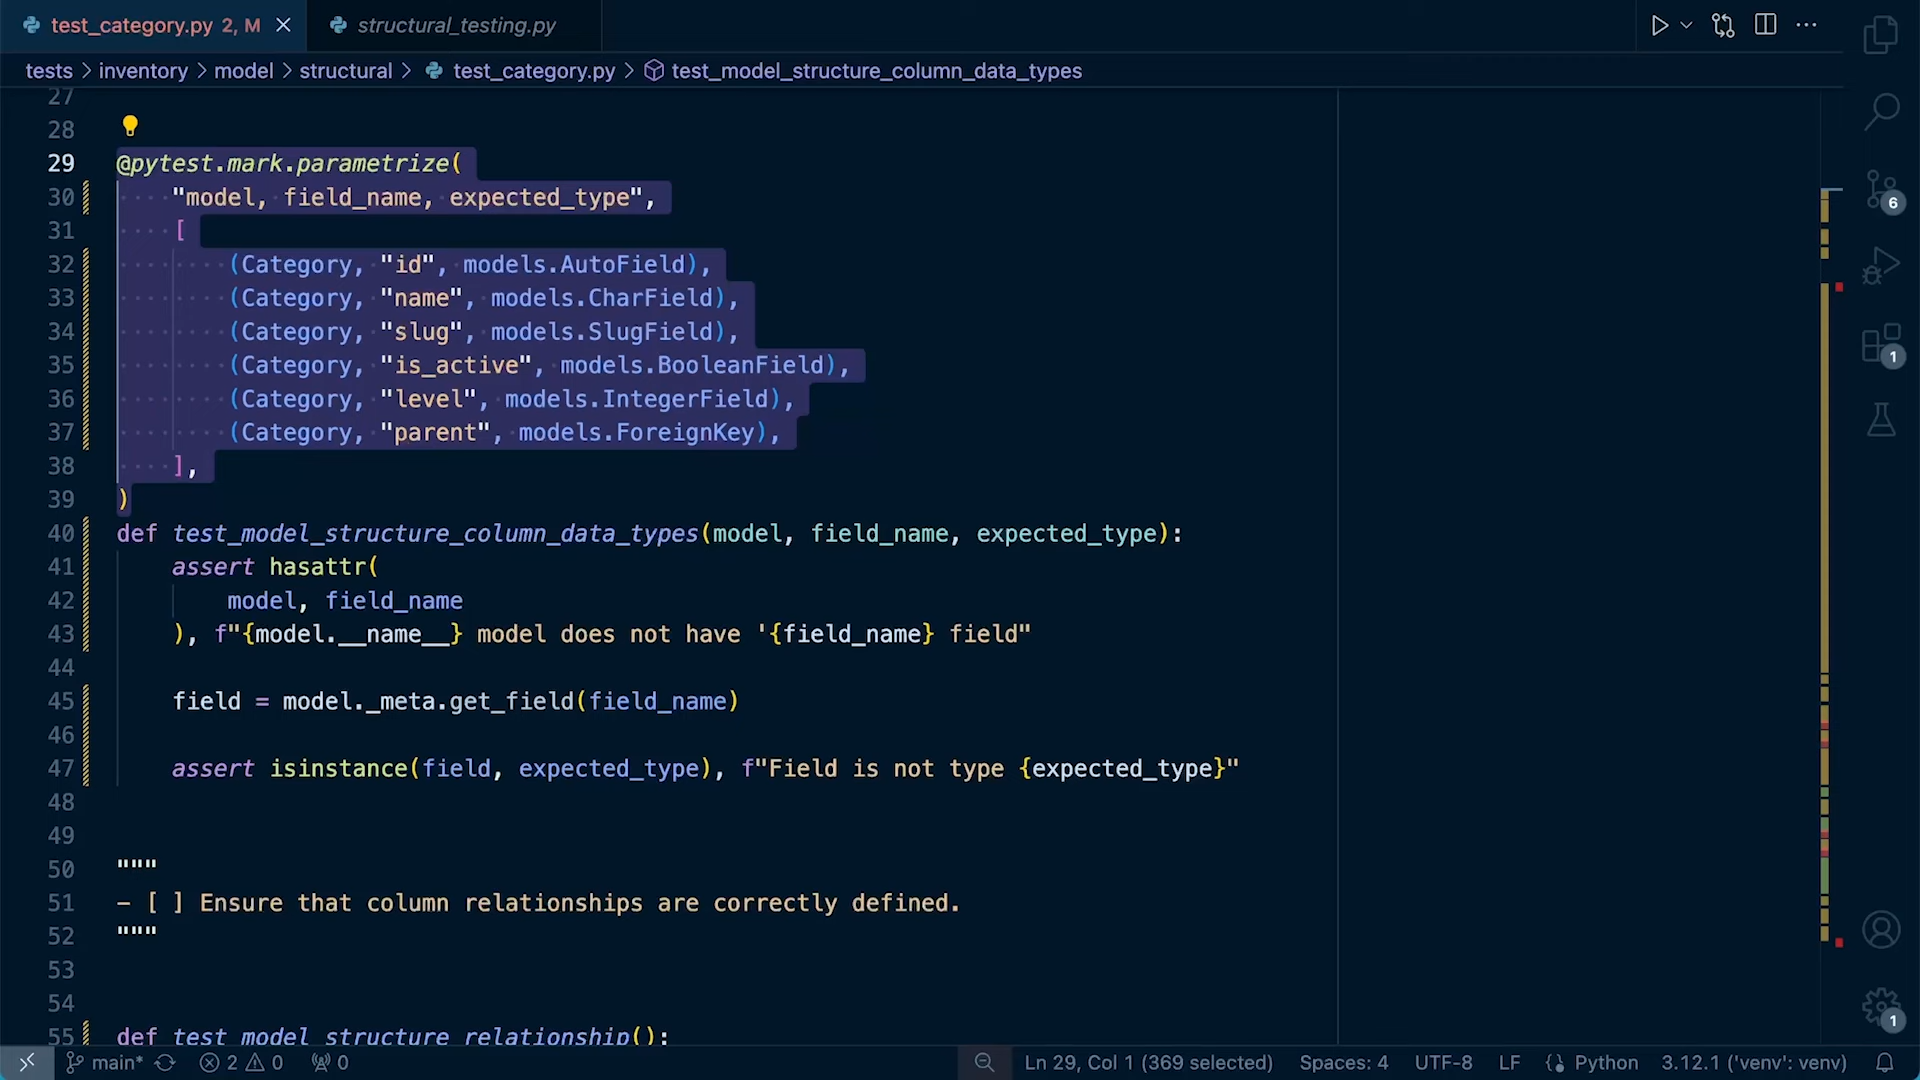 test_category.py 2, M
structural_testing.py
tests > inventory > model > structural > test_category.py > test_model_structure_column_data_types
27
28
29 @pytest.mark.parametrize(
30 "model, field_name, expected_type",
31 [
32 (Category, "id", models.AutoField),
33 (Category, "name", models.CharField),
34 (Category, "slug", models.SlugField),
35 (Category, "is_active", models.BooleanField),
36 (Category, "level", models.IntegerField),
37 (Category, "parent", models.ForeignKey),
38 ],
39 )
40 def test_model_structure_column_data_types(model, field_name, expected_type):
41 assert hasattr(
42 model, field_name
43 ), f"{model.__name__} model does not have '{field_name} field"
44
45 field = model._meta.get_field(field_name)
46
47 assert isinstance(field, expected_type), f"Field is not type {expected_type}"
48
49
50 """
51 - [ ] Ensure that column relationships are correctly defined.
52 """
53
54
55 def test_model_structure_relationship():
6
1
1
main* 2 0 0 Ln 29, Col 1 (369 selected) Spaces: 4 UTF-8 LF Python 3.12.1 ('venv': venv)